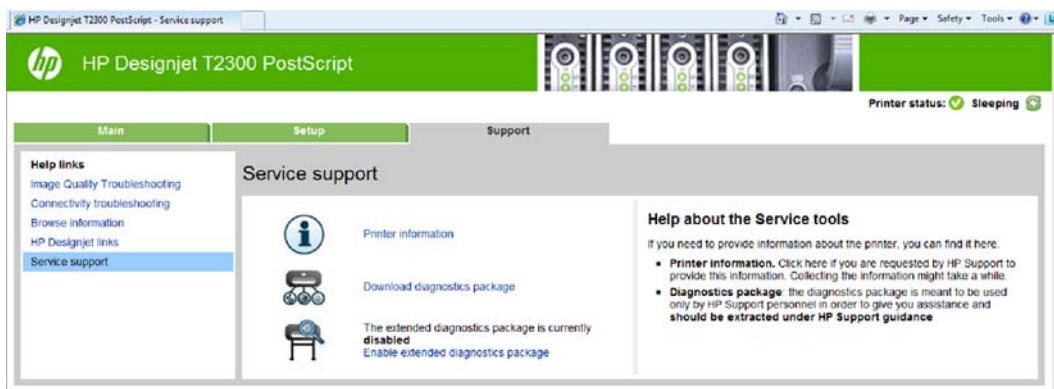 HP Designjet T2300 PostScript - Service support
Page Safety Tools
hp HP Designjet T2300 PostScript
Printer status: Sleeping
Main Setup Support
Help links
Image Quality Troubleshooting
Connectivity troubleshooting
Browse information
HP Designjet links
Service support
Service support
Printer information
Download diagnostics package
The extended diagnostics package is currently
disabled
Enable extended diagnostics package
Help about the Service tools
If you need to provide information about the printer, you can find it here.
Printer information. Click here if you are requested by HP Support to
provide this information. Collecting the information might take a while.
Diagnostics package: the diagnostics package is meant to be used
only by HP Support personnel in order to give you assistance and
should be extracted under HP Support guidance